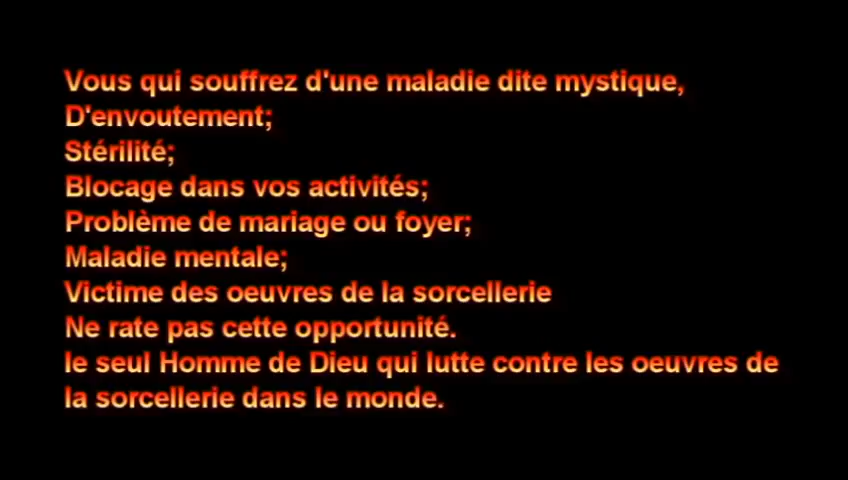 Vous qui souffrez d'une maladie dite mystique,
D'envoutement;
Stérilité;
Blocage dans vos activités;
Problème de mariage ou foyer;
Maladie mentale;
Victime des oeuvres de la sorcellerie
Ne rate pas cette opportunité.
le seul Homme de Dieu qui lutte contre les oeuvres de
la sorcellerie dans le monde.